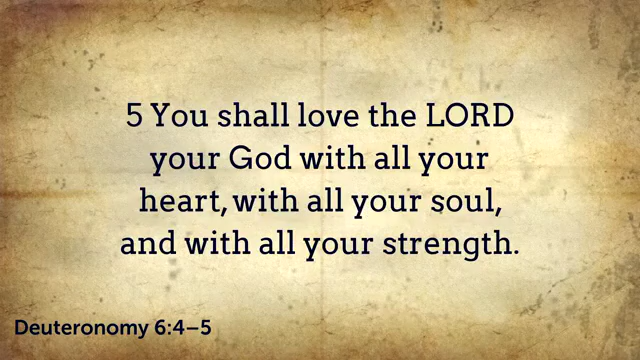 5 You shall love the LORD
your God with all your
heart, with all your soul,
and with all your strength.
Deuteronomy 6:4–5